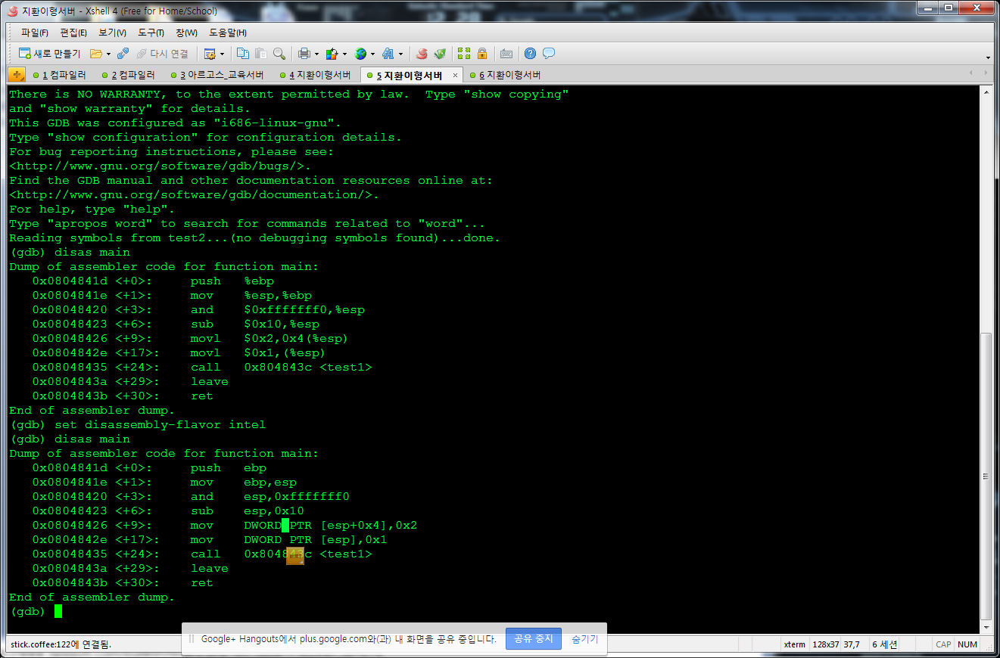 지환이형서버 - Xshell 4 (Free for Home/School)
파일(F) 편집(E) 보기(V) 도구(T) 창(W) 도움말(H)
새로 만들기 다시 연결
1 컴파일러 2 컴파일러 3 아르고스_교육서버 4 지환이형서버 5 지환이형서버 × 6 지환이형서버
There is NO WARRANTY, to the extent permitted by law.  Type "show copying"
and "show warranty" for details.
This GDB was configured as "i686-linux-gnu".
Type "show configuration" for configuration details.
For bug reporting instructions, please see:
<http://www.gnu.org/software/gdb/bugs/>.
Find the GDB manual and other documentation resources online at:
<http://www.gnu.org/software/gdb/documentation/>.
For help, type "help".
Type "apropos word" to search for commands related to "word"...
Reading symbols from test2...(no debugging symbols found)...done.
(gdb) disas main
Dump of assembler code for function main:
   0x0804841d <+0>:     push   %ebp
   0x0804841e <+1>:     mov    %esp,%ebp
   0x08048420 <+3>:     and    $0xfffffff0,%esp
   0x08048423 <+6>:     sub    $0x10,%esp
   0x08048426 <+9>:     movl   $0x2,0x4(%esp)
   0x0804842e <+17>:    movl   $0x1,(%esp)
   0x08048435 <+24>:    call   0x804843c <test1>
   0x0804843a <+29>:    leave
   0x0804843b <+30>:    ret
End of assembler dump.
(gdb) set disassembly-flavor intel
(gdb) disas main
Dump of assembler code for function main:
   0x0804841d <+0>:     push   ebp
   0x0804841e <+1>:     mov    ebp,esp
   0x08048420 <+3>:     and    esp,0xfffffff0
   0x08048423 <+6>:     sub    esp,0x10
   0x08048426 <+9>:     mov    DWORD PTR [esp+0x4],0x2
   0x0804842e <+17>:    mov    DWORD PTR [esp],0x1
   0x08048435 <+24>:    call   0x804843c <test1>
   0x0804843a <+29>:    leave
   0x0804843b <+30>:    ret
End of assembler dump.
(gdb)
Google+ Hangouts에서 plus.google.com와(과) 내 화면을 공유 중입니다. 공유 중지 숨기기
stick.coffee:122에 연결됨. xterm 128x37 37,7 6 세션 CAP NUM